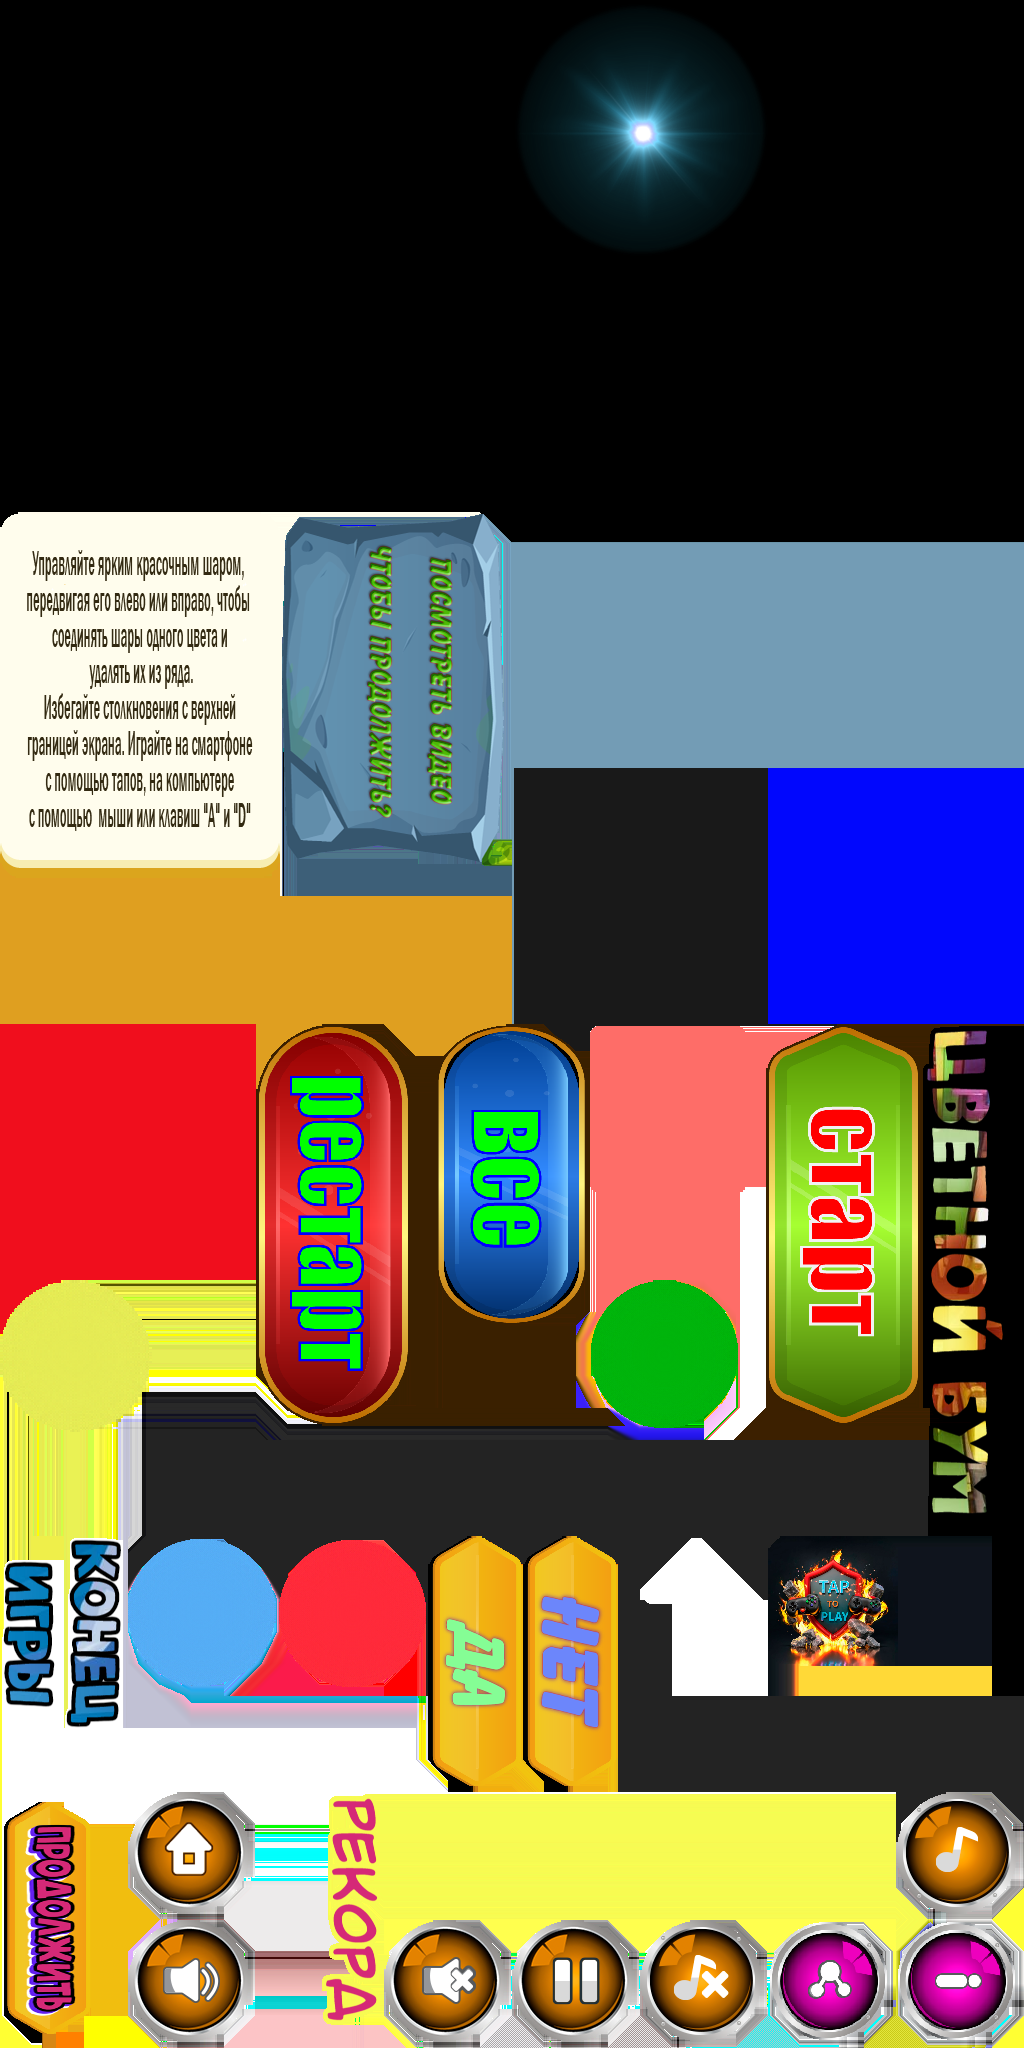 Управляйте ярким красочным шаром,
передвигая его влево или вправо, чтобы
соединять шары одного цвета и
удалять их из ряда.
Избегайте столкновения с верхней
границей экрана. Играйте на смартфоне
с помощью тапов, на компьютере
с помощью мыши или клавиш "A" и "D"
ПОСМОТРЕТЬ ВИДЕО
ЧТОБЫ ПРОДОЛЖИТЬ?
рестарт
все
старт
ЦВЕТНОЙ БУМ
КОНЕЦ
ИГРЫ
ДА
НЕТ
TAP
TO
PLAY
ПРОДОЛЖИТЬ
РЕКОРД